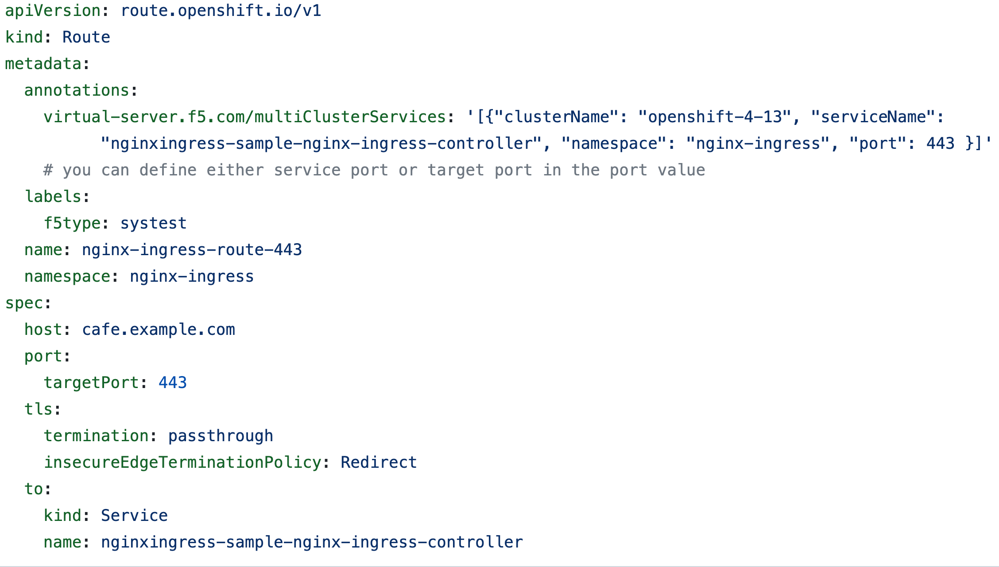 apiVersion: route.openshift.io/v1
kind: Route
metadata:
  annotations:
    virtual-server.f5.com/multiClusterServices: '[{"clusterName": "openshift-4-13", "serviceName":
          "nginxingress-sample-nginx-ingress-controller", "namespace": "nginx-ingress", "port": 443 }]'
    # you can define either service port or target port in the port value
  labels:
    f5type: systest
  name: nginx-ingress-route-443
  namespace: nginx-ingress
spec:
  host: cafe.example.com
  port:
    targetPort: 443
  tls:
    termination: passthrough
    insecureEdgeTerminationPolicy: Redirect
  to:
    kind: Service
    name: nginxingress-sample-nginx-ingress-controller